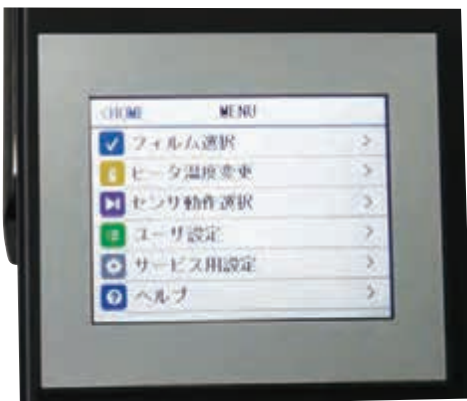 <HOME MENU
フィルム選択 >
ヒータ温度変更 >
センサ動作選択 >
ユーザ設定 >
サービス用設定 >
ヘルプ >